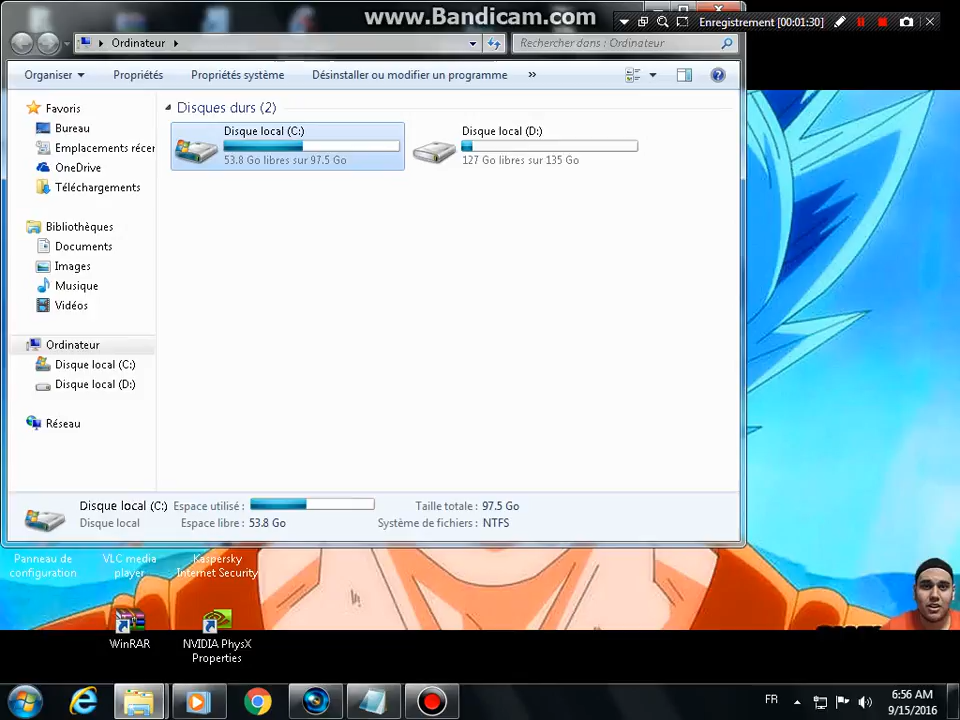 www.Bandicam.com
Enregistrement [00:01:30]
Ordinateur
Rechercher dans : Ordinateur
Organiser
Propriétés
Propriétés système
Désinstaller ou modifier un programme
»
Favoris
Bureau
Emplacements récer
OneDrive
Téléchargements
Bibliothèques
Documents
Images
Musique
Vidéos
Ordinateur
Disque local (C:)
Disque local (D:)
Réseau
Disques durs (2)
Disque local (C:)
53.8 Go libres sur 97.5 Go
Disque local (D:)
127 Go libres sur 135 Go
Disque local (C:) Espace utilisé : Taille totale : 97.5 Go
Disque local Espace libre : 53.8 Go Système de fichiers : NTFS
Panneau de
configuration
VLC media
player
Kaspersky
Internet Security
WinRAR
NVIDIA PhysX
Properties
FR
6:56 AM
9/15/2016